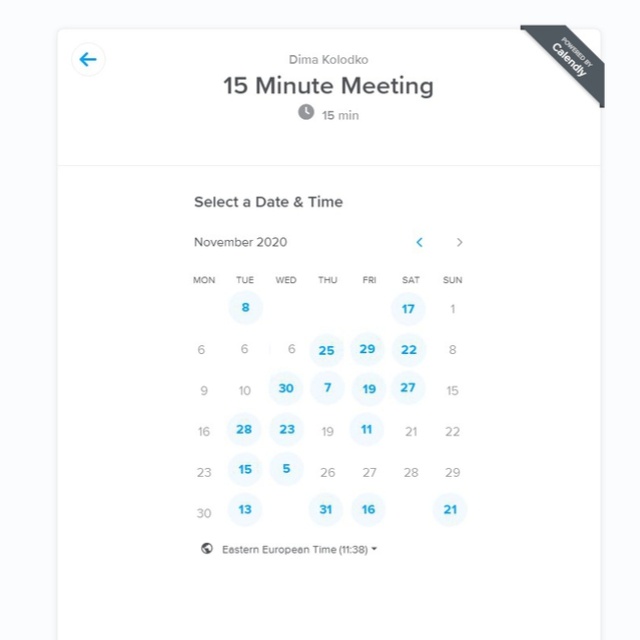 POWERED BY
Calendly
Dima Kolodko
15 Minute Meeting
15 min
Select a Date & Time
November 2020
MON TUE WED THU FRI SAT SUN
8 17 1
6 6 6 25 29 22 8
9 10 30 7 19 27 15
16 28 23 19 11 21 22
23 15 5 26 27 28 29
30 13 31 16 21
Eastern European Time (11:38)